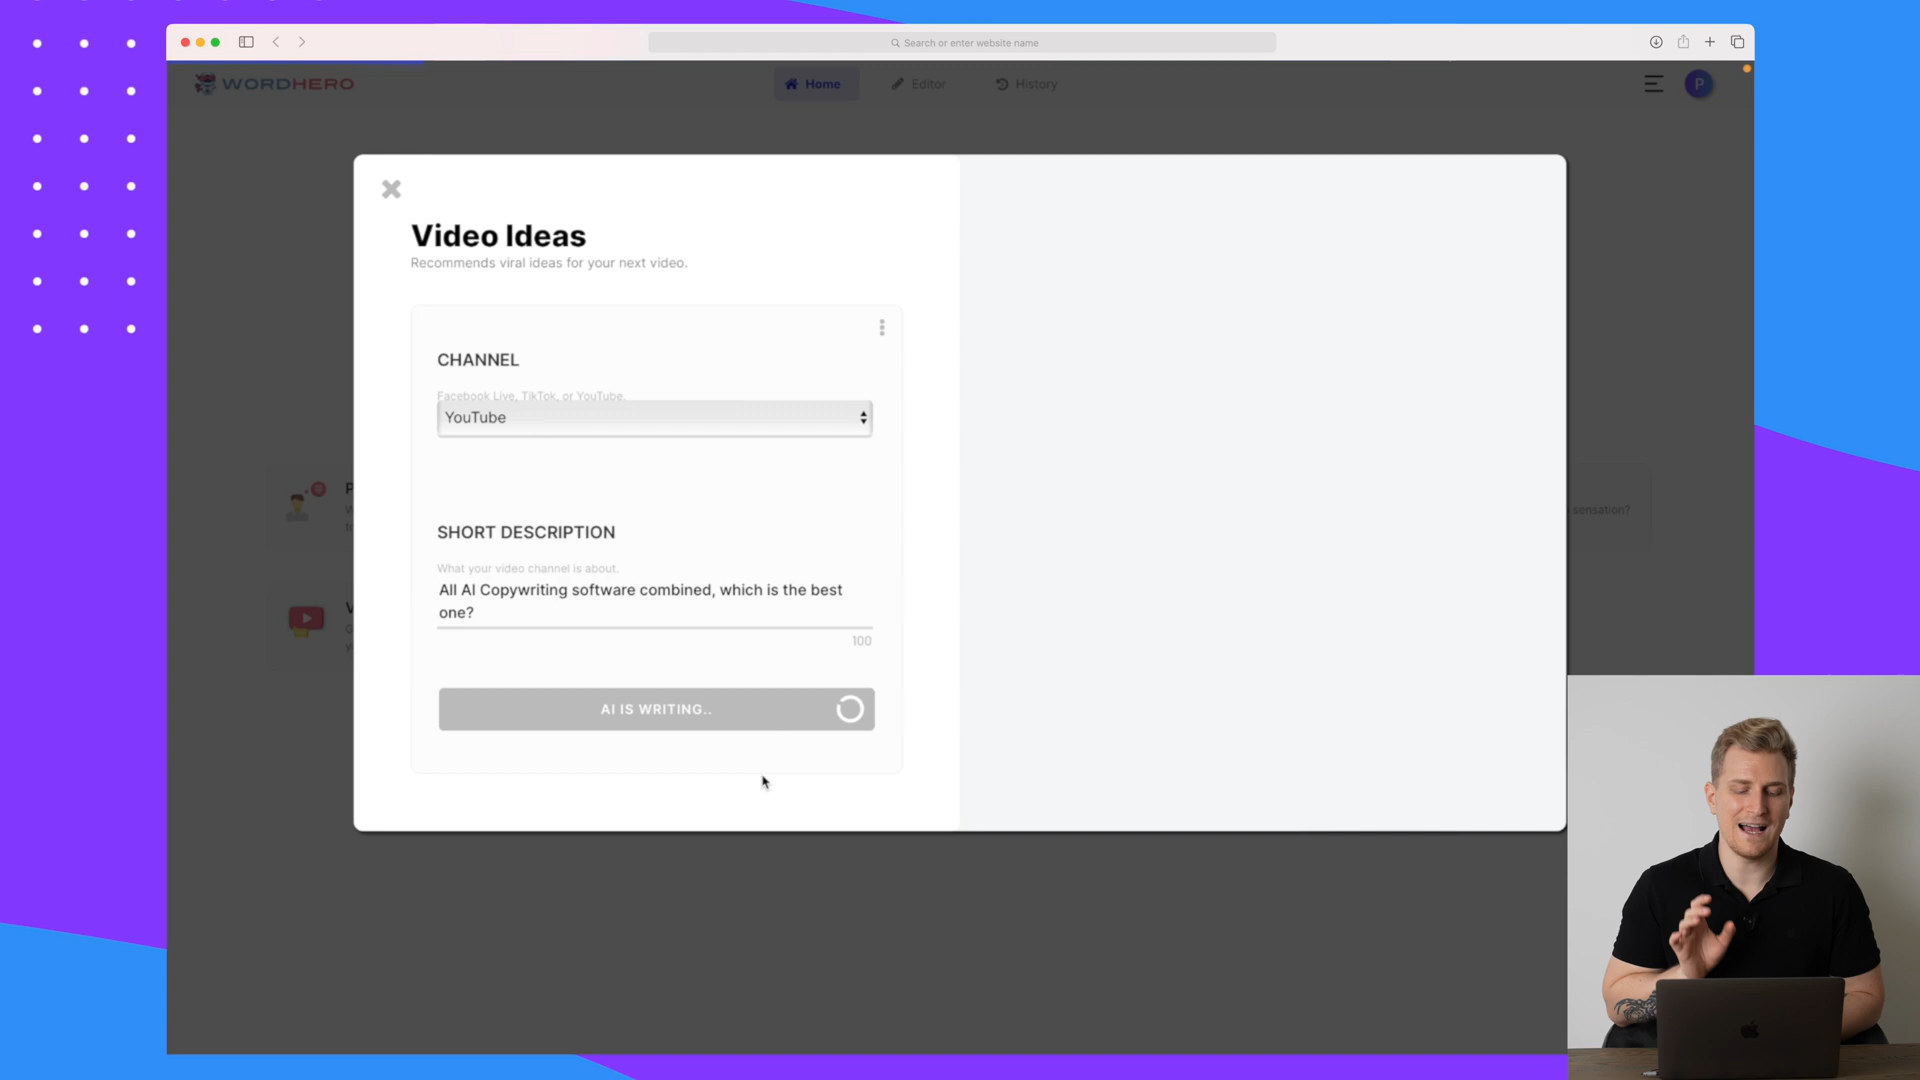 Search or enter website name
WORDHERO
Home
Editor
History
P
Video Ideas
Recommends viral ideas for your next video.
CHANNEL
Facebook Live, TikTok, or YouTube.
YouTube
SHORT DESCRIPTION
What your video channel is about.
All AI Copywriting software combined, which is the best
one?
100
AI IS WRITING..
sensation?